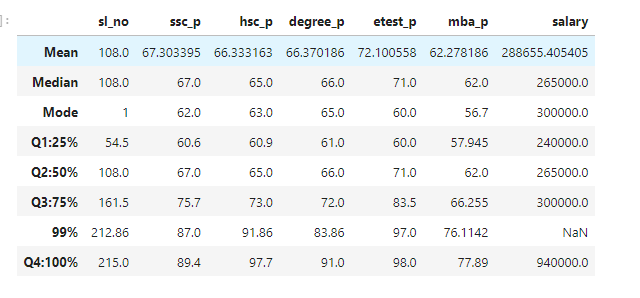 ]:
sl_no ssc_p hsc_p degree_p etest_p mba_p salary
Mean 108.0 67.303395 66.333163 66.370186 72.100558 62.278186 288655.405405
Median 108.0 67.0 65.0 66.0 71.0 62.0 265000.0
Mode 1 62.0 63.0 65.0 60.0 56.7 300000.0
Q1:25% 54.5 60.6 60.9 61.0 60.0 57.945 240000.0
Q2:50% 108.0 67.0 65.0 66.0 71.0 62.0 265000.0
Q3:75% 161.5 75.7 73.0 72.0 83.5 66.255 300000.0
99% 212.86 87.0 91.86 83.86 97.0 76.1142 NaN
Q4:100% 215.0 89.4 97.7 91.0 98.0 77.89 940000.0